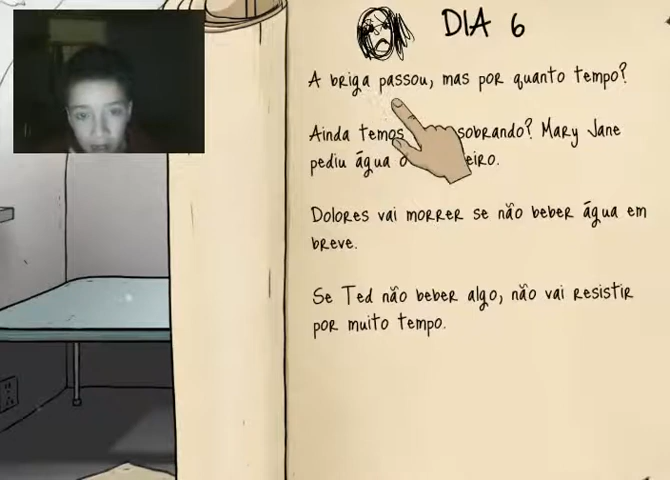 DIA 6
A briga passou, mas por quanto tempo?
Ainda temos sobrando? Mary Jane
pediu água o eiro.
Dolores vai morrer se não beber água em
breve.
Se Ted não beber algo, não vai resistir
por muito tempo.